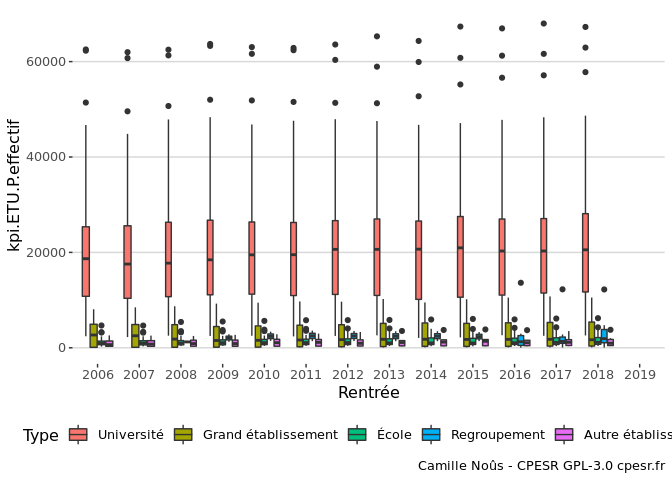 60000
40000
20000
0
kpi.ETU.P.effectif
2006 2007 2008 2009 2010 2011 2012 2013 2014 2015 2016 2017 2018 2019
Rentrée
Type Université Grand établissement École Regroupement Autre établiss
Camille Noûs - CPESR GPL-3.0 cpesr.fr